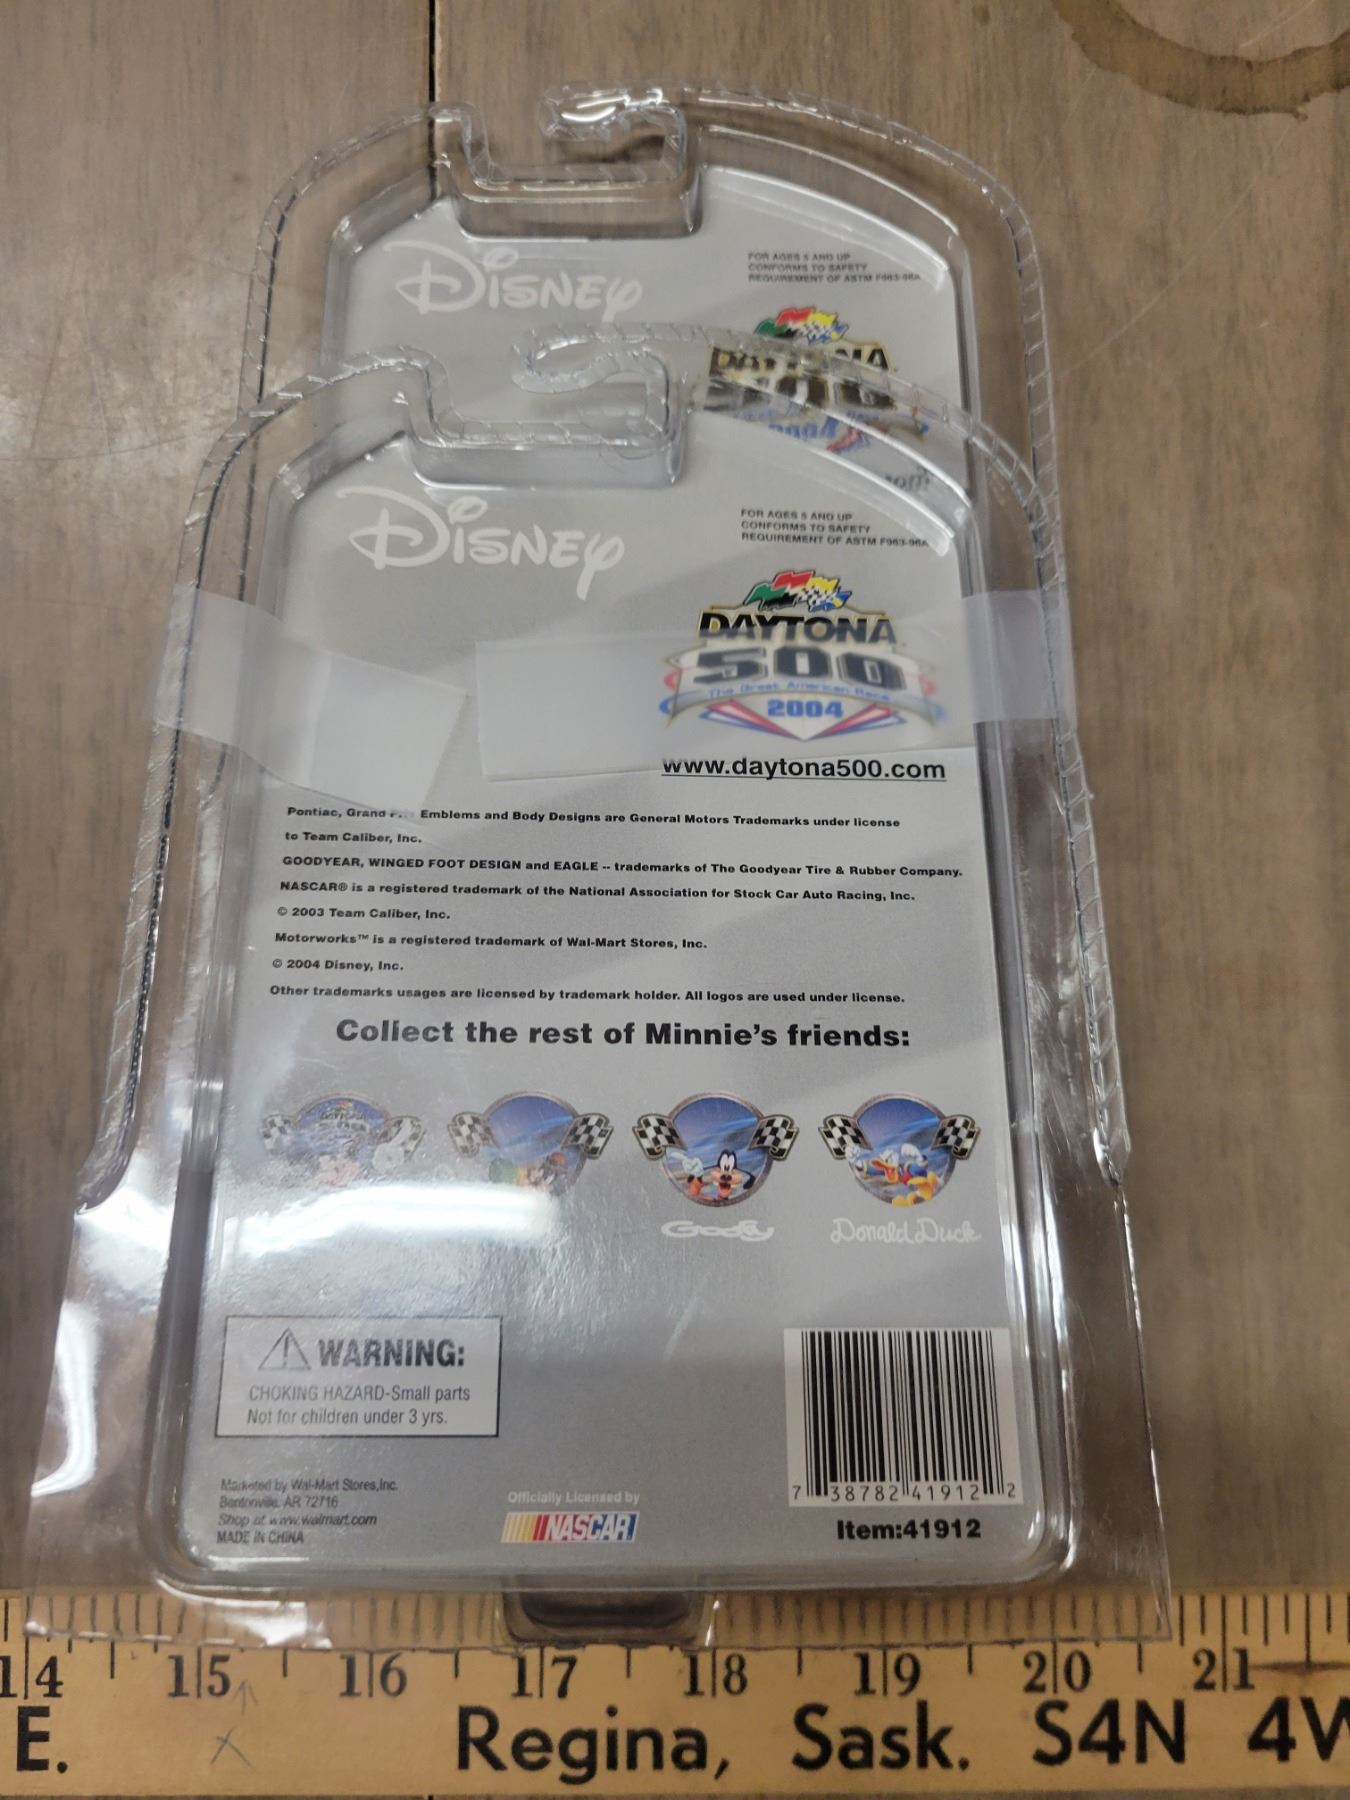 Disney
FOR AGES 5 AND UP
CONFORMS TO SAFETY
REQUIREMENT OF ASTM F963-96A
DAYTONA
500
Disney
FOR AGES 5 AND UP
CONFORMS TO SAFETY
REQUIREMENT OF ASTM F963-96A
DAYTONA
500
The Great American Race
2004
www.daytona500.com
Pontiac, Grand Emblems and Body Designs are General Motors Trademarks under license
to Team Caliber, Inc.
GOODYEAR, WINGED FOOT DESIGN and EAGLE -- trademarks of The Goodyear Tire & Rubber Company.
NASCAR® is a registered trademark of the National Association for Stock Car Auto Racing, Inc.
© 2003 Team Caliber, Inc.
Motorworks™ is a registered trademark of Wal-Mart Stores, Inc.
© 2004 Disney, Inc.
Other trademarks usages are licensed by trademark holder. All logos are used under license.
Collect the rest of Minnie's friends:
DAYTONA
Goofy
Donald Duck
WARNING:
CHOKING HAZARD-Small parts
Not for children under 3 yrs.
Marketed by Wal-Mart Stores,Inc.
Bentonville, AR 72716
Shop at www.walmart.com
MADE IN CHINA
Officially Licensed by
NASCAR
7 38782 41912 2
Item:41912
14 15 16 17 18 19 20 21
E. Regina, Sask. S4N 4W